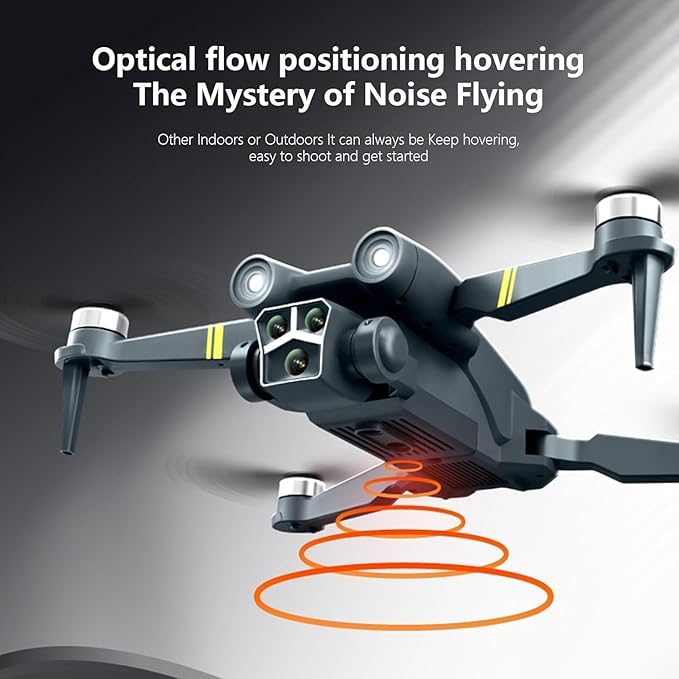 Optical flow positioning hovering
The Mystery of Noise Flying
Other Indoors or Outdoors It can always be Keep hovering,
easy to shoot and get started